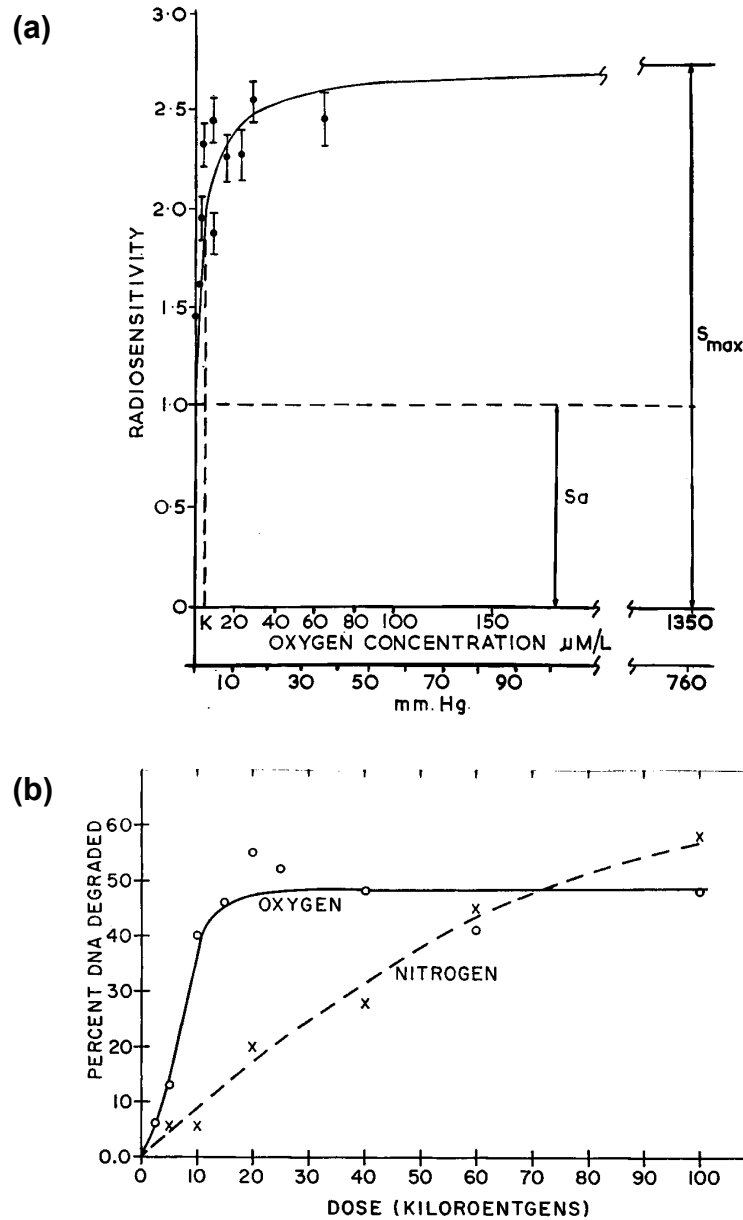 (a)
3·0
2·5
2·0
1·5
1·0
0·5
0
RADIOSENSITIVITY
Smax
Sa
K 20 40 60 80 100 150 1350
OXYGEN CONCENTRATION µM/L
10 30 50 70 90 760
mm. Hg.
(b)
60
50
40
30
20
10
0.0
PERCENT DNA DEGRADED
OXYGEN
NITROGEN
0 10 20 30 40 50 60 70 80 90 100
DOSE (KILOROENTGENS)